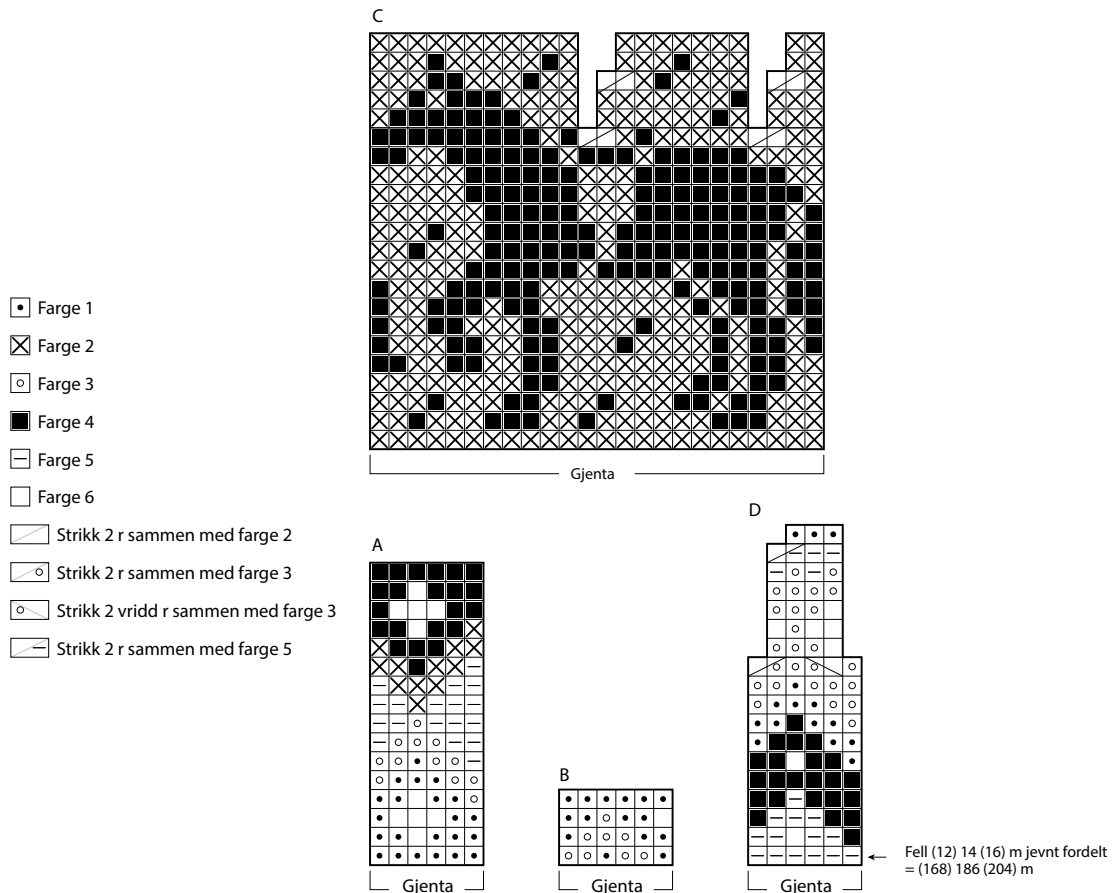 C
Gjenta
Farge 1
Farge 2
Farge 3
Farge 4
Farge 5
Farge 6
Strikk 2 r sammen med farge 2
Strikk 2 r sammen med farge 3
Strikk 2 vridd r sammen med farge 3
Strikk 2 r sammen med farge 5
A
Gjenta
B
Gjenta
D
Gjenta
Fell (12) 14 (16) m jevnt fordelt
= (168) 186 (204) m